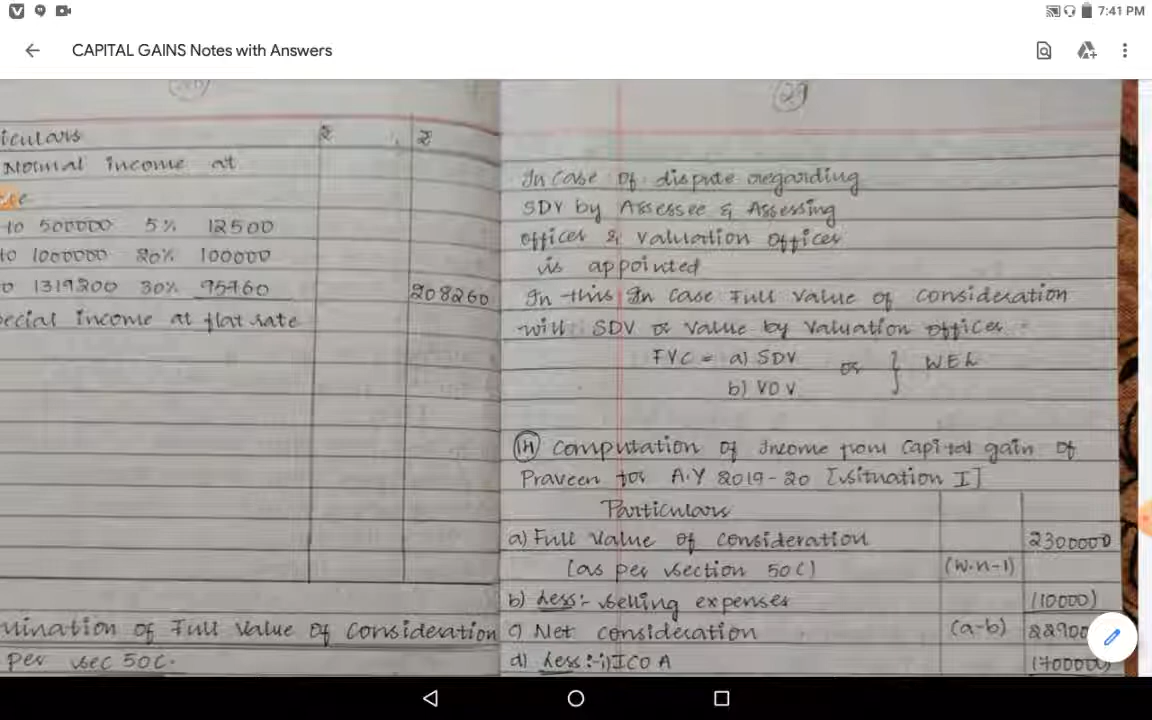 7:41 PM
CAPITAL GAINS Notes with Answers
iculars ₹ ₹
Normal income at
to 500000 5% 12500
to 1000000 20% 100000
o 1319200 30% 95760 208260
pecial income at flat rate
mination of Full Value Of Consideration
per sec 50C.
29
In case of dispute regarding
SDV by Assessee & Assessing
officer & valuation officer
is appointed
In this In case Full value of consideration
will SDV or value by valuation officer
FVC = a) SDV or } WEL
b) VOV
14 Computation of Income from Capital gain of
Praveen for A.Y 2019-20 [situation I]
Particulars
a) Full Value of consideration 2300000
[as per section 50C] (W.n-1)
b) Less:- selling expenses (10000)
c) Net consideration (a-b) 22900
d) Less:-i) ICOA (700000)